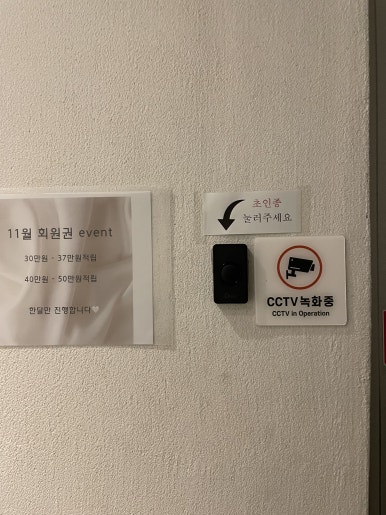 11월 회원권 event
30만원 - 37만원적립
40만원 - 50만원적립
한달만 진행합니다
초인종
눌러주세요
CCTV 녹화중
CCTV in Operation